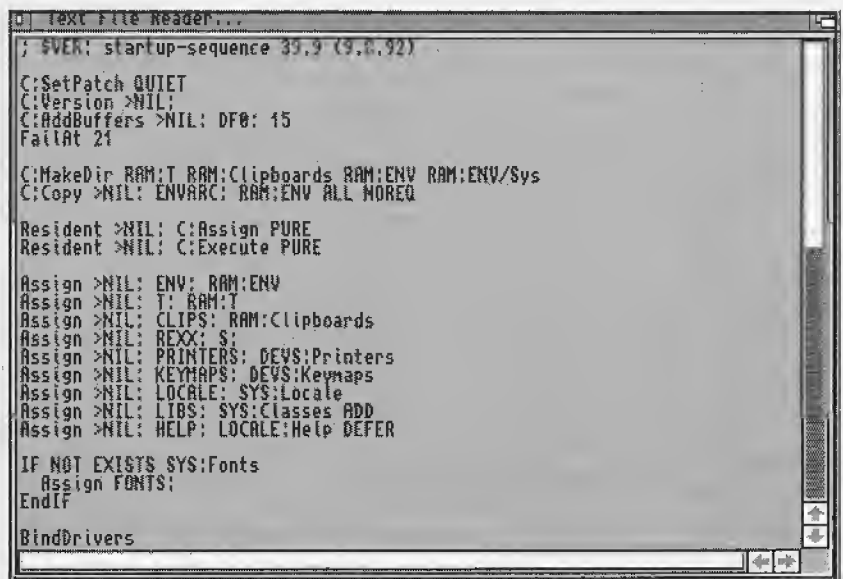 Text File Reader...
; $VER: startup-sequence 39.9 (9.8.92)
C:SetPatch QUIET
C:Version >NIL:
C:AddBuffers >NIL: DF0: 15
FailAt 21
C:MakeDir RAM:T RAM:Clipboards RAM:ENV RAM:ENV/Sys
C:Copy >NIL: ENVARC: RAM:ENV ALL NOREQ
Resident >NIL: C:Assign PURE
Resident >NIL: C:Execute PURE
Assign >NIL: ENV: RAM:ENV
Assign >NIL: T: RAM:T
Assign >NIL: CLIPS: RAM:Clipboards
Assign >NIL: REXX: S:
Assign >NIL: PRINTERS: DEVS:Printers
Assign >NIL: KEYMAPS: DEVS:Keymaps
Assign >NIL: LOCALE: SYS:Locale
Assign >NIL: LIBS: SYS:Classes ADD
Assign >NIL: HELP: LOCALE:Help DEFER
IF NOT EXISTS SYS:Fonts
Assign FONTS:
EndIf
BindDrivers